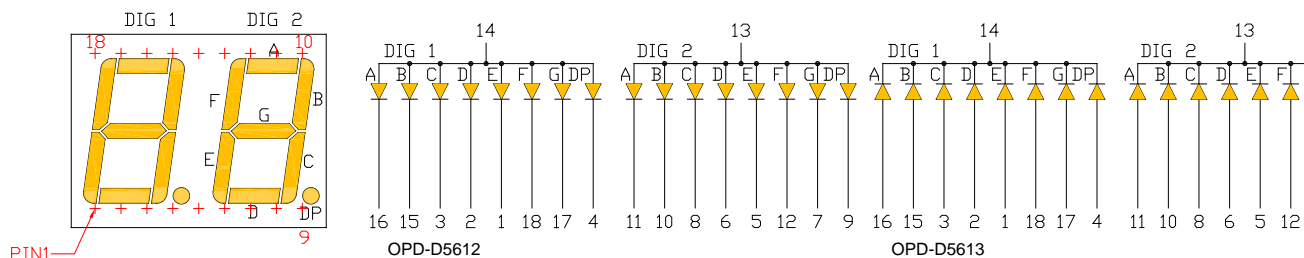 DIG 1 DIG 2
18 10
A
F B
G
E C
D DP
9
PIN1
14
DIG 1
A B C D E F G DP
16 15 3 2 1 18 17 4
13
DIG 2
A B C D E F G DP
11 10 8 6 5 12 7 9
OPD-D5612
14
DIG 1
A B C D E F G DP
16 15 3 2 1 18 17 4
13
DIG 2
A B C D E F
11 10 8 6 5 12
OPD-D5613